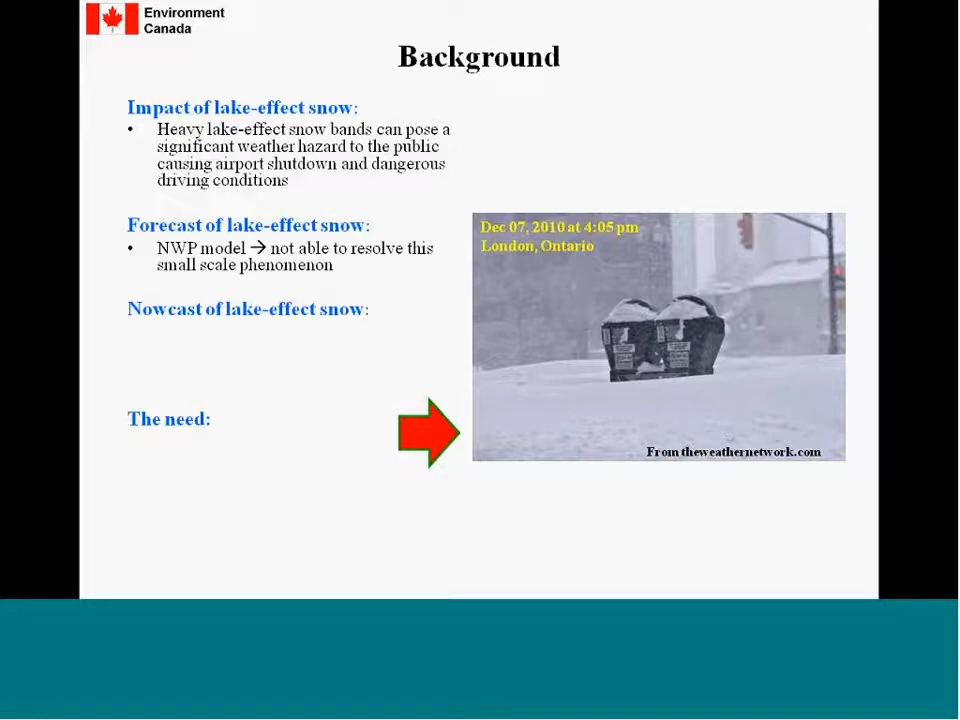 Environment
Canada
Background
Impact of lake-effect snow:
• Heavy lake-effect snow bands can pose a
significant weather hazard to the public
causing airport shutdown and dangerous
driving conditions
Forecast of lake-effect snow:
• NWP model → not able to resolve this
small scale phenomenon
Nowcast of lake-effect snow:
The need:
Dec 07, 2010 at 4:05 pm
London, Ontario
From theweathernetwork.com